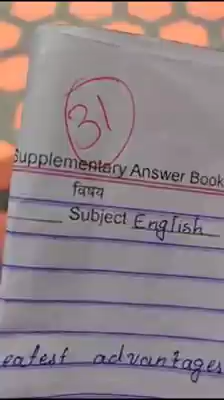 31
Supplementary Answer Book
विषय
Subject English
eatest advantages